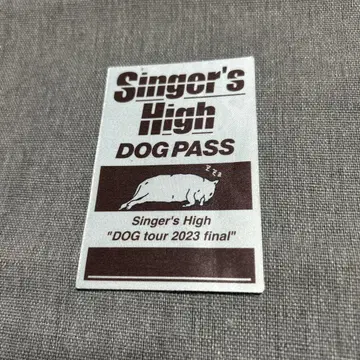 Singer's
High
DOG PASS
z z z
Singer's High
"DOG tour 2023 final"